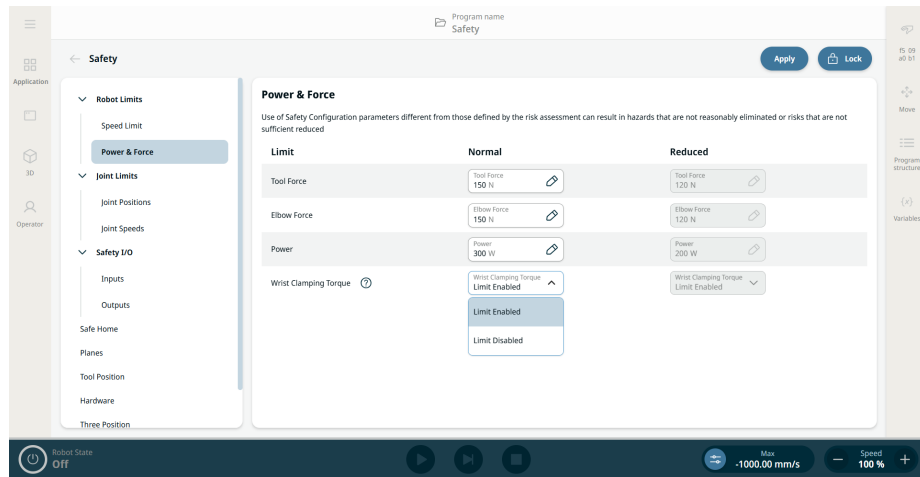 Program name
Safety
Application
3D
Operator
Safety
Apply
Lock
Robot Limits
Speed Limit
Power & Force
Joint Limits
Joint Positions
Joint Speeds
Safety I/O
Inputs
Outputs
Safe Home
Planes
Tool Position
Hardware
Three Position
Power & Force
Use of Safety Configuration parameters different from those defined by the risk assessment can result in hazards that are not reasonably eliminated or risks that are not
sufficient reduced
Limit Normal Reduced
Tool Force
Tool Force
150 N
Tool Force
120 N
Elbow Force
Elbow Force
150 N
Elbow Force
120 N
Power
Power
300 W
Power
200 W
Wrist Clamping Torque ?
Wrist Clamping Torque
Limit Enabled
Wrist Clamping Torque
Limit Enabled
Limit Enabled
Limit Disabled
f5 09
a0 b1
Move
Program
structure
{x}
Variables
Robot State
Off
Max
-1000.00 mm/s
Speed
100 %